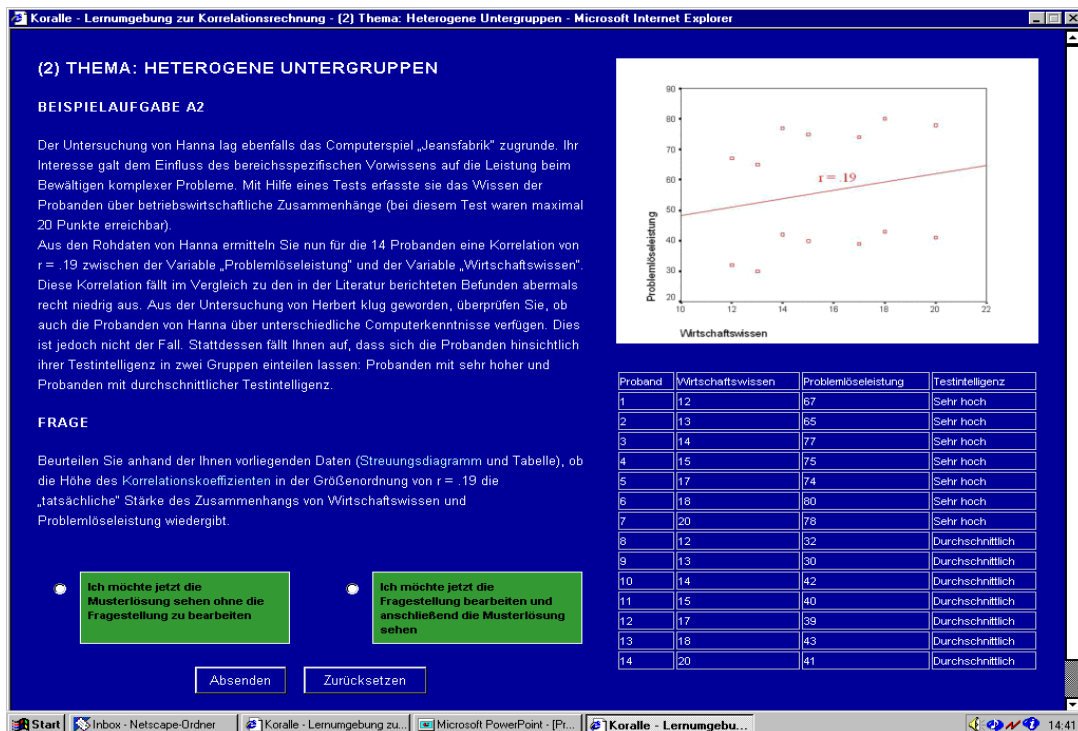 Koralle - Lernumgebung zur Korrelationsrechnung - (2) Thema: Heterogene Untergruppen - Microsoft Internet Explorer
(2) THEMA: HETEROGENE UNTERGRUPPEN
BEISPIELAUFGABE A2
Der Untersuchung von Hanna lag ebenfalls das Computerspiel „Jeansfabrik" zugrunde. Ihr
Interesse galt dem Einfluss des bereichsspezifischen Vorwissens auf die Leistung beim
Bewältigen komplexer Probleme. Mit Hilfe eines Tests erfasste sie das Wissen der
Probanden über betriebswirtschaftliche Zusammenhänge (bei diesem Test waren maximal
20 Punkte erreichbar).
Aus den Rohdaten von Hanna ermitteln Sie nun für die 14 Probanden eine Korrelation von
r = .19 zwischen der Variable „Problemlöseleistung" und der Variable „Wirtschaftswissen".
Diese Korrelation fällt im Vergleich zu den in der Literatur berichteten Befunden abermals
recht niedrig aus. Aus der Untersuchung von Herbert klug geworden, überprüfen Sie, ob
auch die Probanden von Hanna über unterschiedliche Computerkenntnisse verfügen. Dies
ist jedoch nicht der Fall. Stattdessen fällt Ihnen auf, dass sich die Probanden hinsichtlich
ihrer Testintelligenz in zwei Gruppen einteilen lassen: Probanden mit sehr hoher und
Probanden mit durchschnittlicher Testintelligenz.
FRAGE
Beurteilen Sie anhand der Ihnen vorliegenden Daten (Streuungsdiagramm und Tabelle), ob
die Höhe des Korrelationskoeffizienten in der Größenordnung von r = .19 die
„tatsächliche" Stärke des Zusammenhangs von Wirtschaftswissen und
Problemlöseleistung wiedergibt.
Ich möchte jetzt die
Musterlösung sehen ohne die
Fragestellung zu bearbeiten
Ich möchte jetzt die
Fragestellung bearbeiten und
anschließend die Musterlösung
sehen
Absenden
Zurücksetzen
90
80
70
60
50
40
30
20
Problemlöseleistung
r = .19
10 12 14 16 18 20 22
Wirtschaftswissen
Proband Wirtschaftswissen Problemlöseleistung Testintelligenz
1 12 67 Sehr hoch
2 13 65 Sehr hoch
3 14 77 Sehr hoch
4 15 75 Sehr hoch
5 17 74 Sehr hoch
6 18 80 Sehr hoch
7 20 78 Sehr hoch
8 12 32 Durchschnittlich
9 13 30 Durchschnittlich
10 14 42 Durchschnittlich
11 15 40 Durchschnittlich
12 17 39 Durchschnittlich
13 18 43 Durchschnittlich
14 20 41 Durchschnittlich
Start
Inbox - Netscape-Ordner
Koralle - Lernumgebung zu...
Microsoft PowerPoint - [Pr...
Koralle - Lernumgebu...
14:41